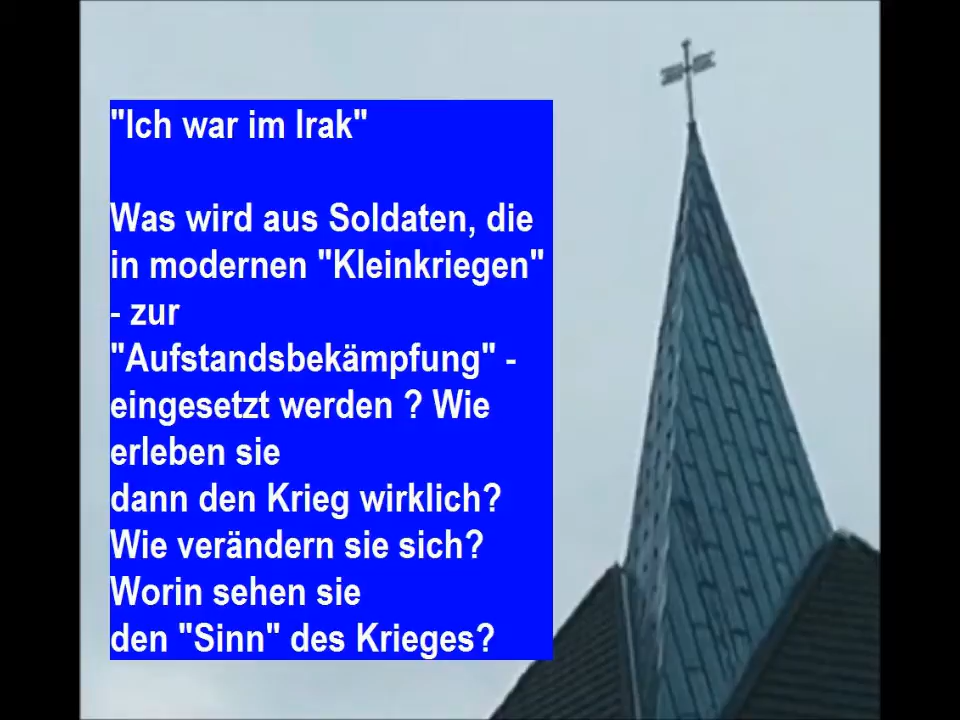 "Ich war im Irak"
Was wird aus Soldaten, die
in modernen "Kleinkriegen"
- zur
"Aufstandsbekämpfung" -
eingesetzt werden ? Wie
erleben sie
dann den Krieg wirklich?
Wie verändern sie sich?
Worin sehen sie
den "Sinn" des Krieges?